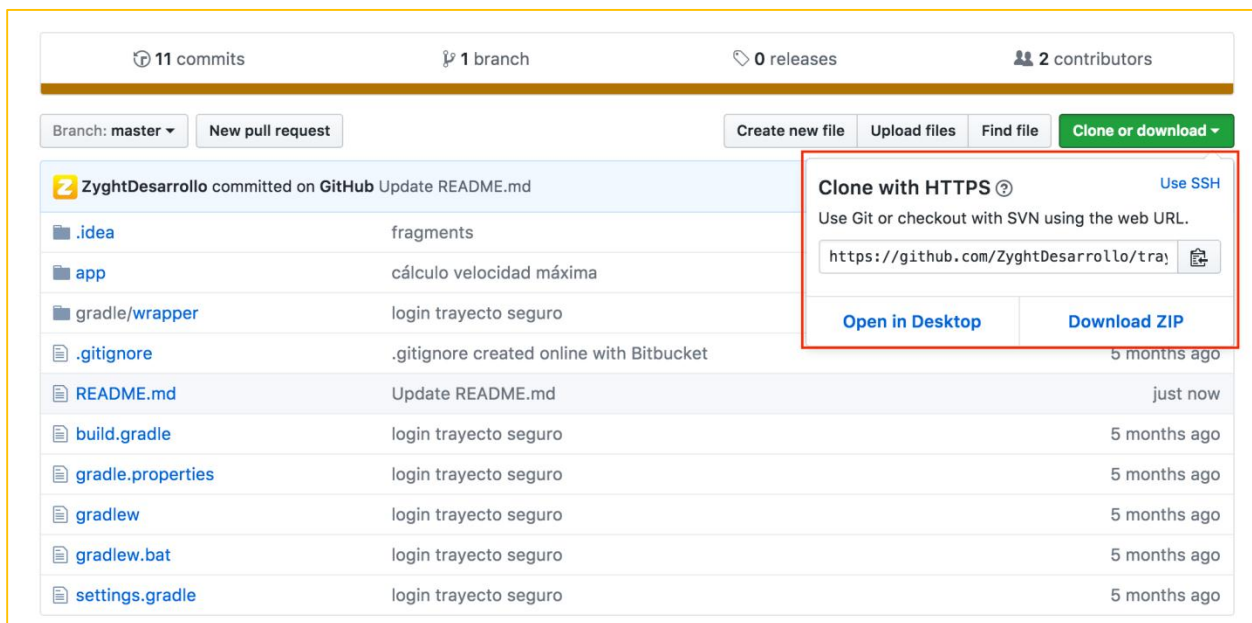 11 commits
1 branch
0 releases
2 contributors
Branch: master
New pull request
Create new file
Upload files
Find file
Clone or download
ZyghtDesarrollo committed on GitHub Update README.md
Clone with HTTPS
Use SSH
Use Git or checkout with SVN using the web URL.
https://github.com/ZyghtDesarrollo/tray
Open in Desktop
Download ZIP
.idea fragments
app cálculo velocidad máxima
gradle/wrapper login trayecto seguro
.gitignore .gitignore created online with Bitbucket 5 months ago
README.md Update README.md just now
build.gradle login trayecto seguro 5 months ago
gradle.properties login trayecto seguro 5 months ago
gradlew login trayecto seguro 5 months ago
gradlew.bat login trayecto seguro 5 months ago
settings.gradle login trayecto seguro 5 months ago